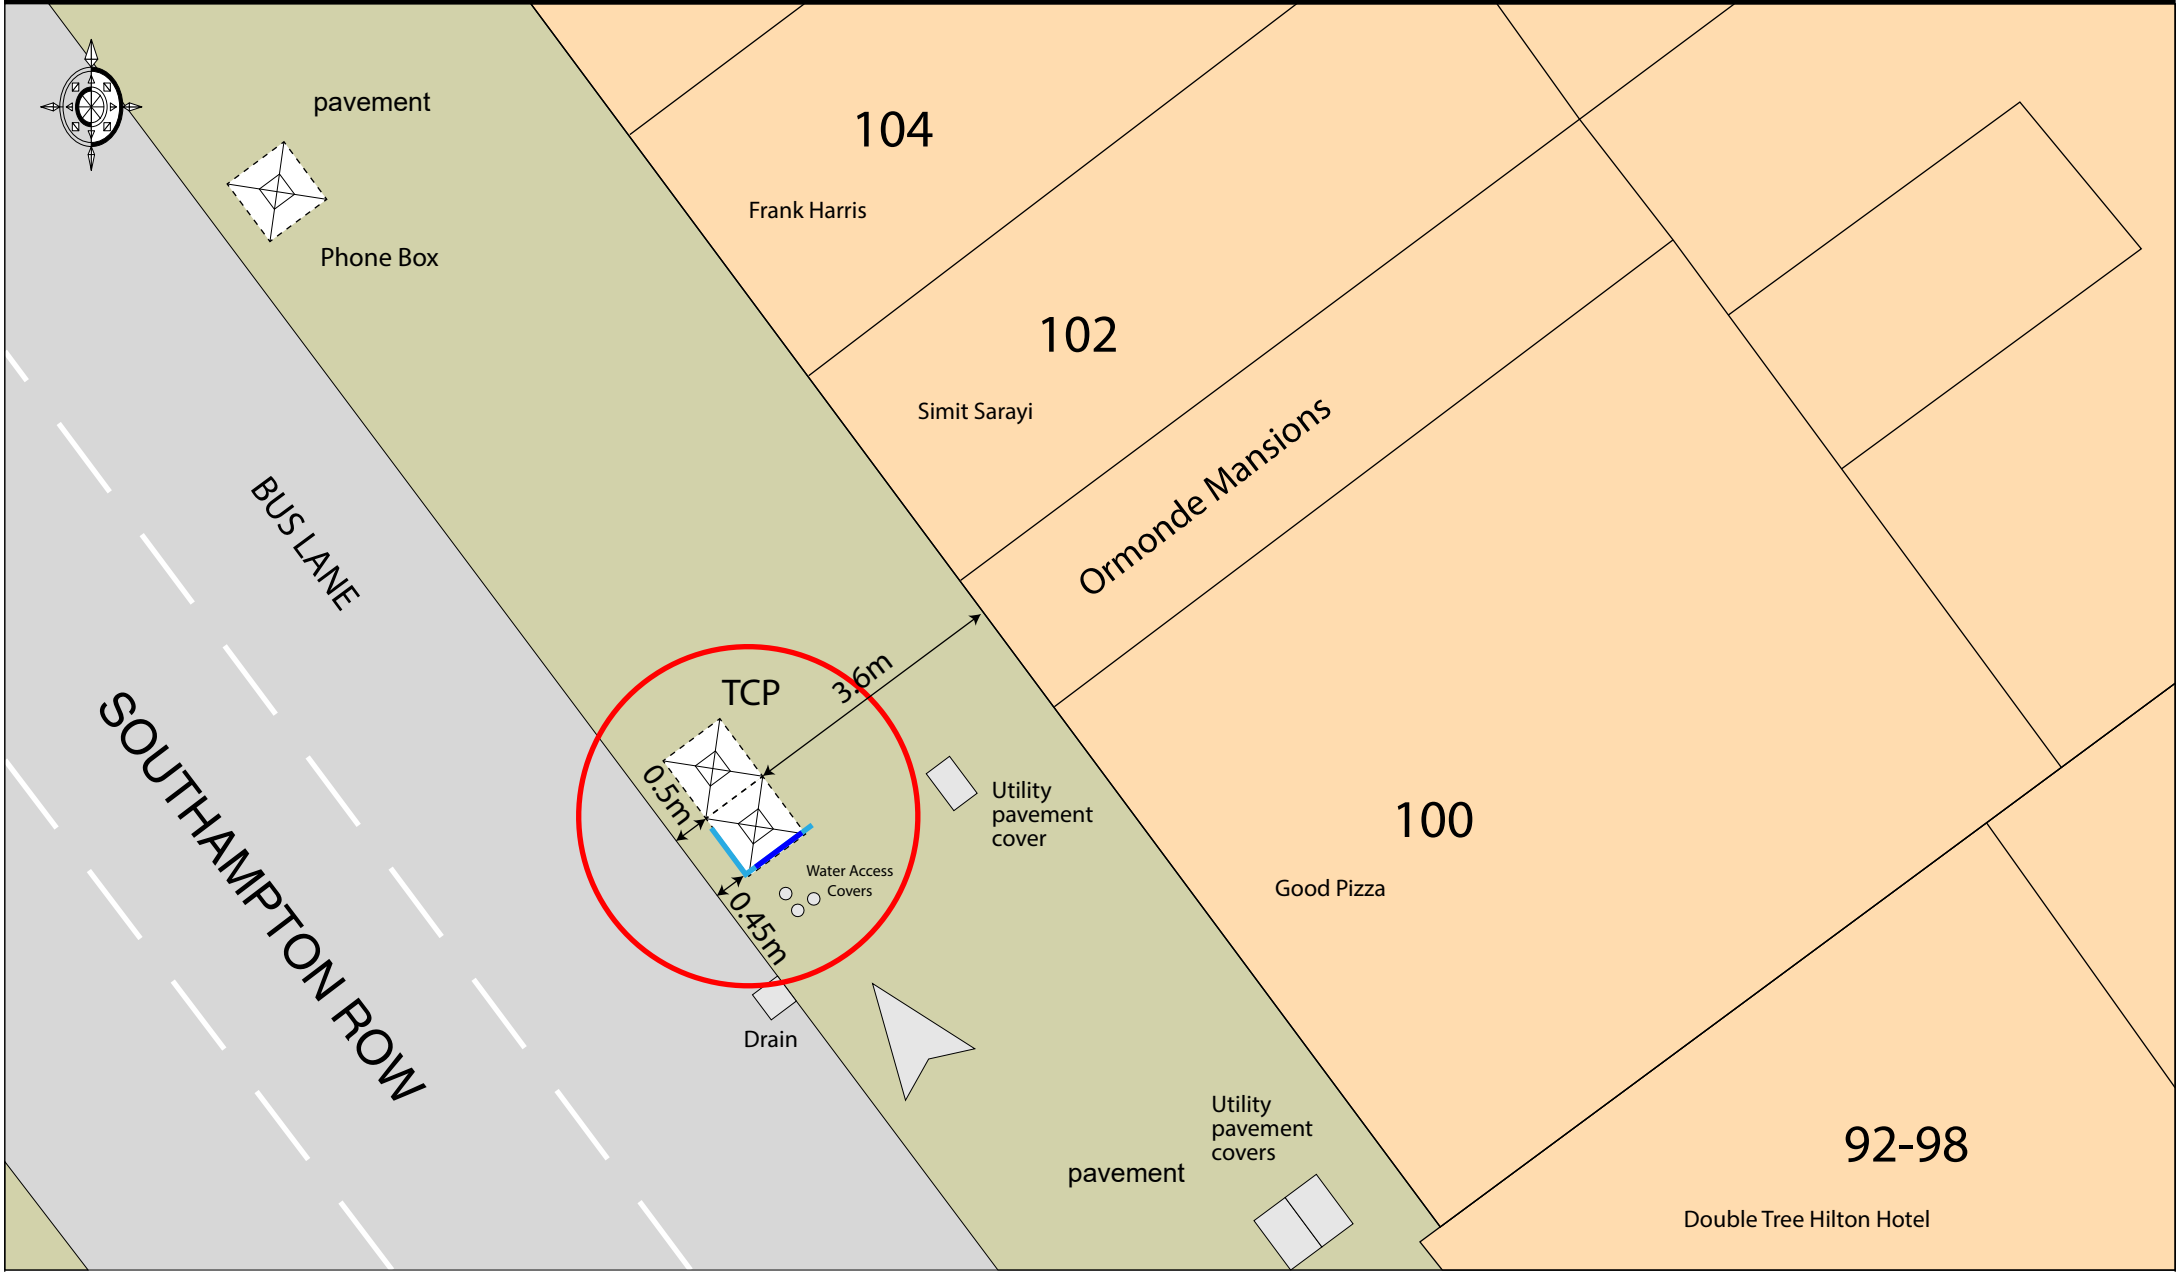 pavement
104
Frank Harris
Phone Box
102
Simit Sarayi
BUS LANE
Ormonde Mansions
TCP
3.6m
0.5m
SOUTHAMPTON ROW
Utility
pavement
cover
100
Water Access
Covers
Good Pizza
0.45m
Drain
Utility
pavement
covers
pavement
92-98
Double Tree Hilton Hotel